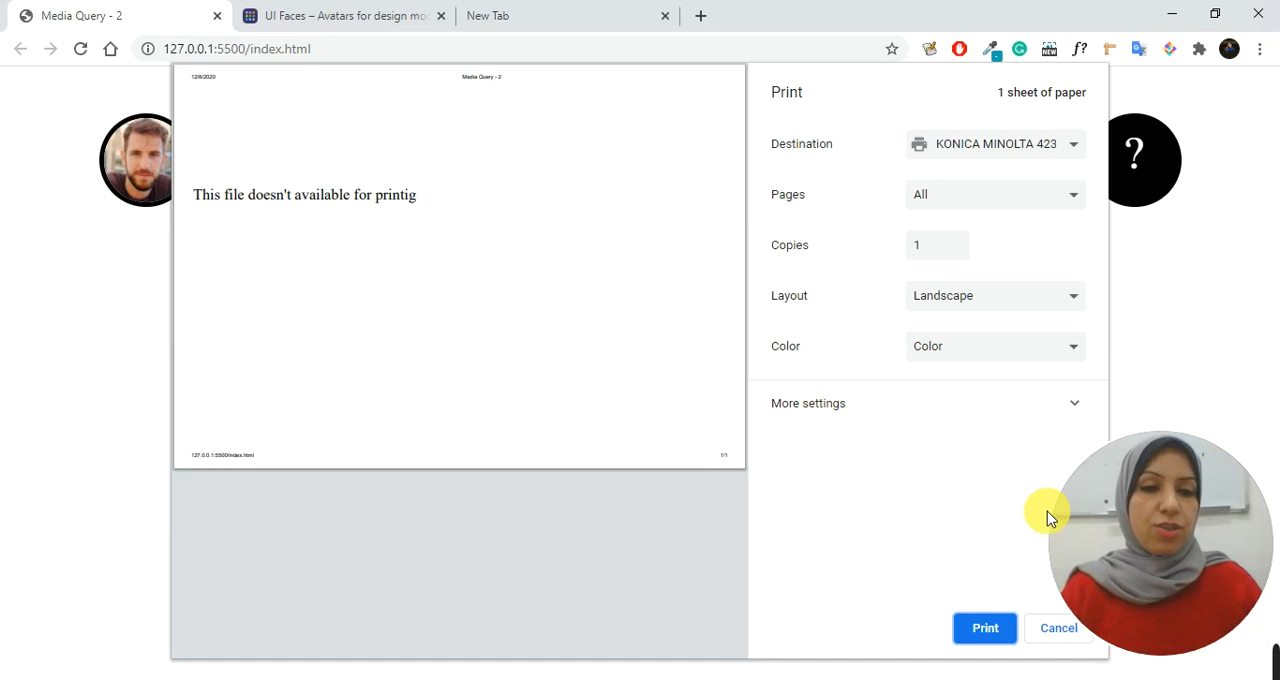 Media Query - 2
UI Faces – Avatars for design mo
New Tab
127.0.0.1:5500/index.html
NEW
f?
12/8/2020
Media Query - 2
This file doesn't available for printig
127.0.0.1:5500/index.html
1/1
Print
1 sheet of paper
Destination
KONICA MINOLTA 423
Pages
All
Copies
1
Layout
Landscape
Color
Color
More settings
Print
Cancel
?